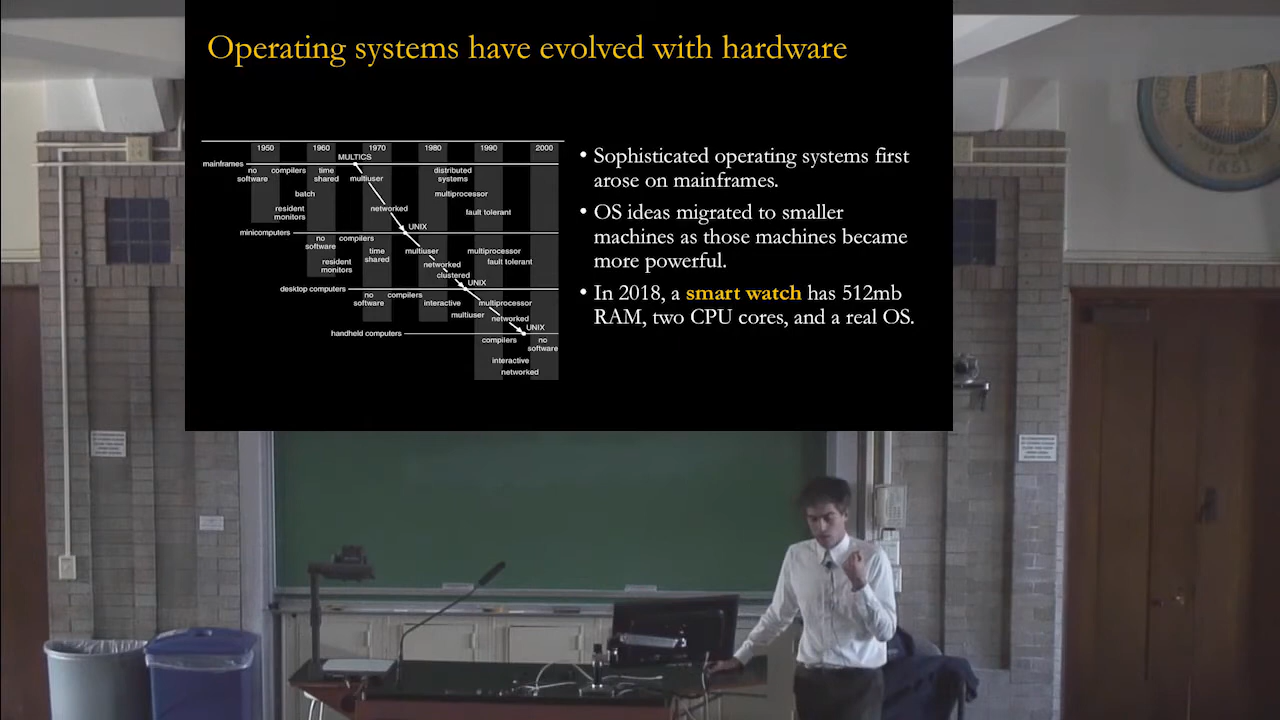 Operating systems have evolved with hardware
1950 1960 1970 1980 1990 2000
MULTICS
mainframes
no software
compilers
time shared
multiuser
distributed systems
batch
multiprocessor
resident monitors
networked
fault tolerant
UNIX
minicomputers
no software
compilers
time shared
multiuser
multiprocessor
resident monitors
networked
fault tolerant
clustered
UNIX
desktop computers
no software
compilers
interactive
multiprocessor
multiuser
networked
UNIX
handheld computers
compilers
no software
interactive
networked
• Sophisticated operating systems first
arose on mainframes.
• OS ideas migrated to smaller
machines as those machines became
more powerful.
• In 2018, a smart watch has 512mb
RAM, two CPU cores, and a real OS.